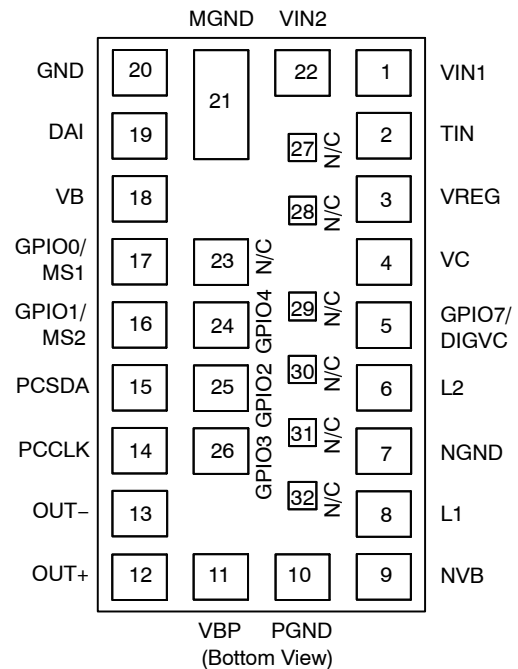 MGND VIN2
GND 20 21 22 1 VIN1
DAI 19 27 N/C 2 TIN
VB 18 28 N/C 3 VREG
GPIO0/
MS1 17 23 N/C 4 VC
GPIO1/
MS2 16 24 GPIO4 29 N/C 5 GPIO7/
DIGVC
PCSDA 15 25 GPIO2 30 N/C 6 L2
PCCLK 14 26 GPIO3 31 N/C 7 NGND
OUT− 13 32 N/C 8 L1
OUT+ 12 11 10 9 NVB
VBP PGND
(Bottom View)